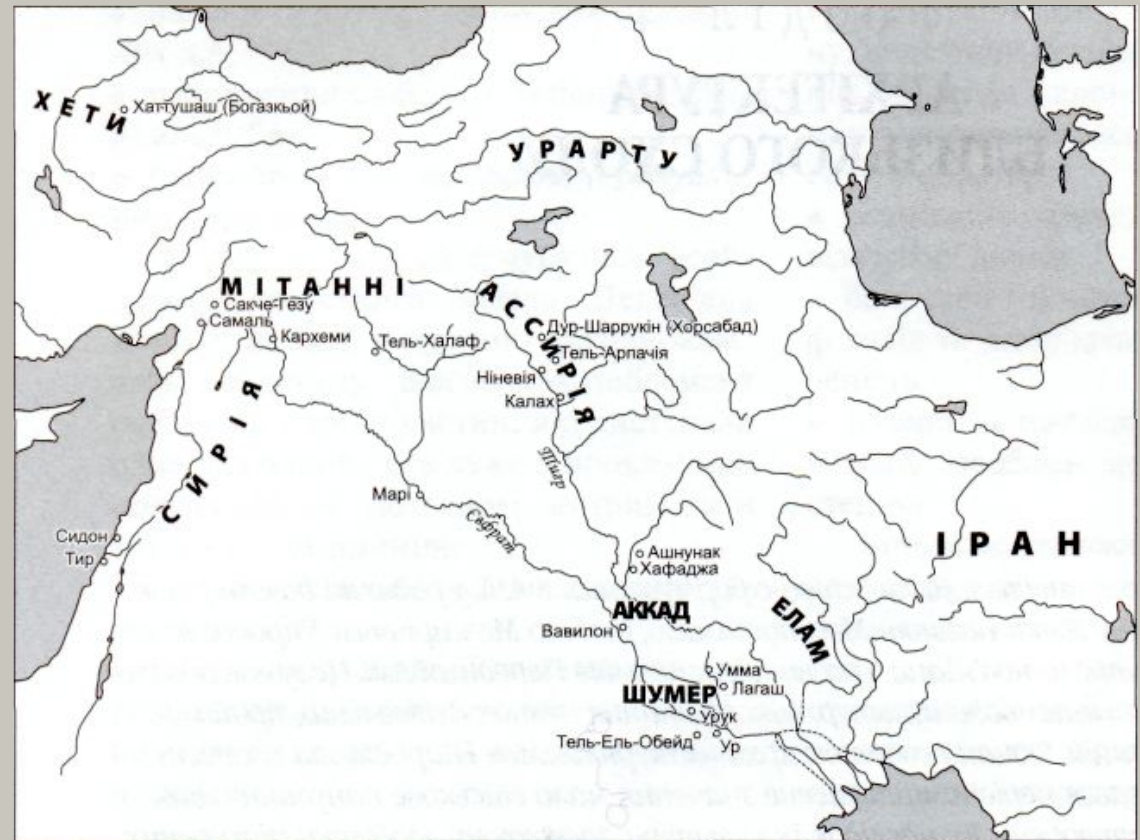 ХЕТИ
Хаттушаш (Богазкьой)
УРАРТУ
МІТАННІ
Сакче-Гезу
Самаль
Кархеми
Тель-Халаф
АССИРІЯ
Дур-Шаррукін (Хорсабад)
Тель-Арпачія
Ніневія
Калах
СИРІЯ
Тигр
Марі
Євфрат
Сидон
Тир
ІРАН
Ашнунак
Хафаджа
АККАД
Вавилон
ЕЛАМ
Умма
Лагаш
ШУМЕР
Урук
Тель-Ель-Обейд
Ур